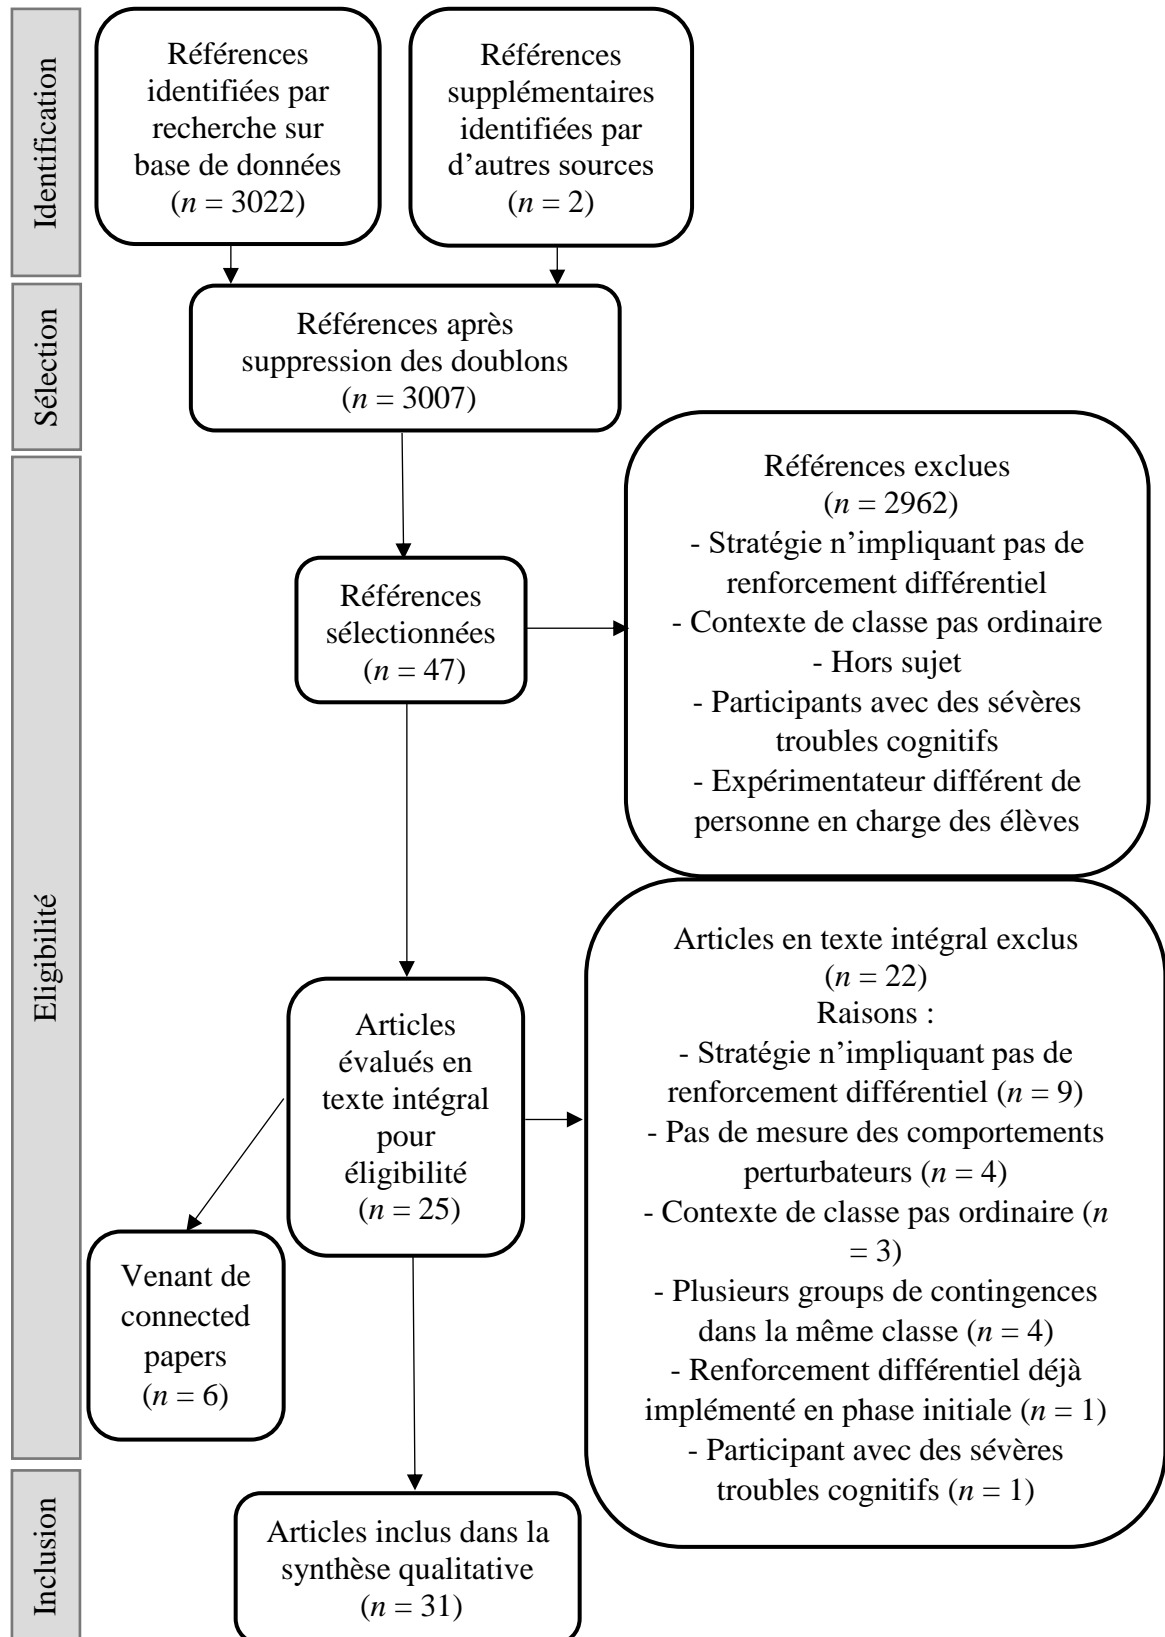 Identification
Références
identifiées par
recherche sur
base de données
(n = 3022)
Références
supplémentaires
identifiées par
d’autres sources
(n = 2)
Sélection
Références après
suppression des doublons
(n = 3007)
Eligibilité
Références
sélectionnées
(n = 47)
Références exclues
(n = 2962)
- Stratégie n’impliquant pas de
renforcement différentiel
- Contexte de classe pas ordinaire
- Hors sujet
- Participants avec des sévères
troubles cognitifs
- Expérimentateur différent de
personne en charge des élèves
Articles
évalués en
texte intégral
pour
éligibilité
(n = 25)
Articles en texte intégral exclus
(n = 22)
Raisons :
- Stratégie n’impliquant pas de
renforcement différentiel (n = 9)
- Pas de mesure des comportements
perturbateurs (n = 4)
- Contexte de classe pas ordinaire (n
= 3)
- Plusieurs groups de contingences
dans la même classe (n = 4)
- Renforcement différentiel déjà
implémenté en phase initiale (n = 1)
- Participant avec des sévères
troubles cognitifs (n = 1)
Venant de
connected
papers
(n = 6)
Inclusion
Articles inclus dans la
synthèse qualitative
(n = 31)